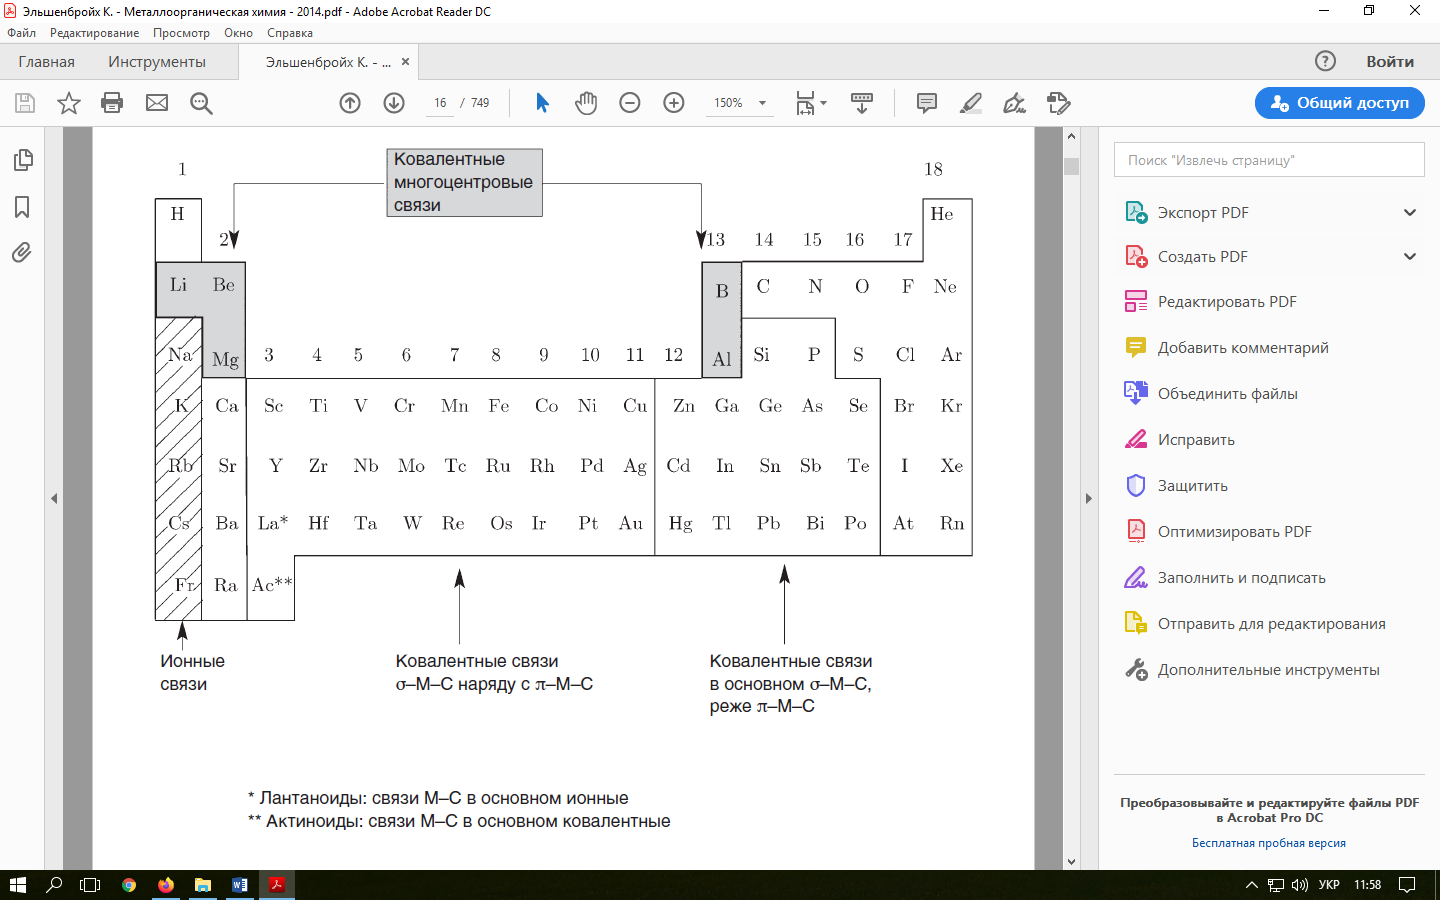 Эльшенбройх К. - Металлоорганическая химия - 2014.pdf - Adobe Acrobat Reader DC
Файл Редактирование Просмотр Окно Справка
Главная Инструменты Эльшенбройх К. - ... × Войти
16 / 749 150% Общий доступ
Ковалентные
многоцентровые
связи
1 18
H He
2 13 14 15 16 17
Li Be B C N O F Ne
Na Mg 3 4 5 6 7 8 9 10 11 12 Al Si P S Cl Ar
K Ca Sc Ti V Cr Mn Fe Co Ni Cu Zn Ga Ge As Se Br Kr
Rb Sr Y Zr Nb Mo Tc Ru Rh Pd Ag Cd In Sn Sb Te I Xe
Cs Ba La* Hf Ta W Re Os Ir Pt Au Hg Tl Pb Bi Po At Rn
Fr Ra Ac**
Ионные
связи
Ковалентные связи
σ–M–C наряду с π–M–C
Ковалентные связи
в основном σ–M–C,
реже π–M–C
* Лантаноиды: связи M–C в основном ионные
** Актиноиды: связи M–C в основном ковалентные
Поиск "Извлечь страницу"
Экспорт PDF
Создать PDF
Редактировать PDF
Добавить комментарий
Объединить файлы
Исправить
Защитить
Оптимизировать PDF
Заполнить и подписать
Отправить для редактирования
Дополнительные инструменты
Преобразовывайте и редактируйте файлы PDF
в Acrobat Pro DC
Бесплатная пробная версия
УКР 11:58